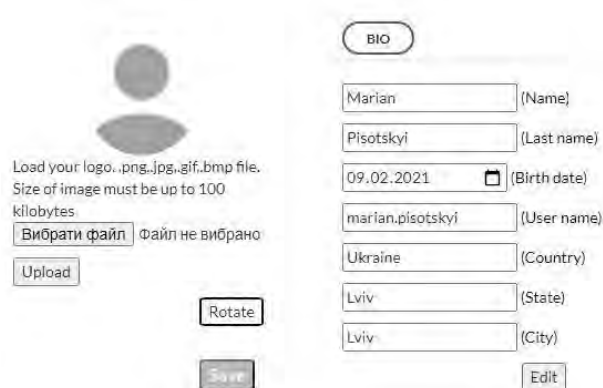 Load your logo. .png,.jpg,.gif,.bmp file.
Size of image must be up to 100
kilobytes
Вибрати файл Файл не вибрано
Upload
Rotate
Save
BIO
Marian (Name)
Pisotskyi (Last name)
09.02.2021 (Birth date)
marian.pisotskyi (User name)
Ukraine (Country)
Lviv (State)
Lviv (City)
Edit